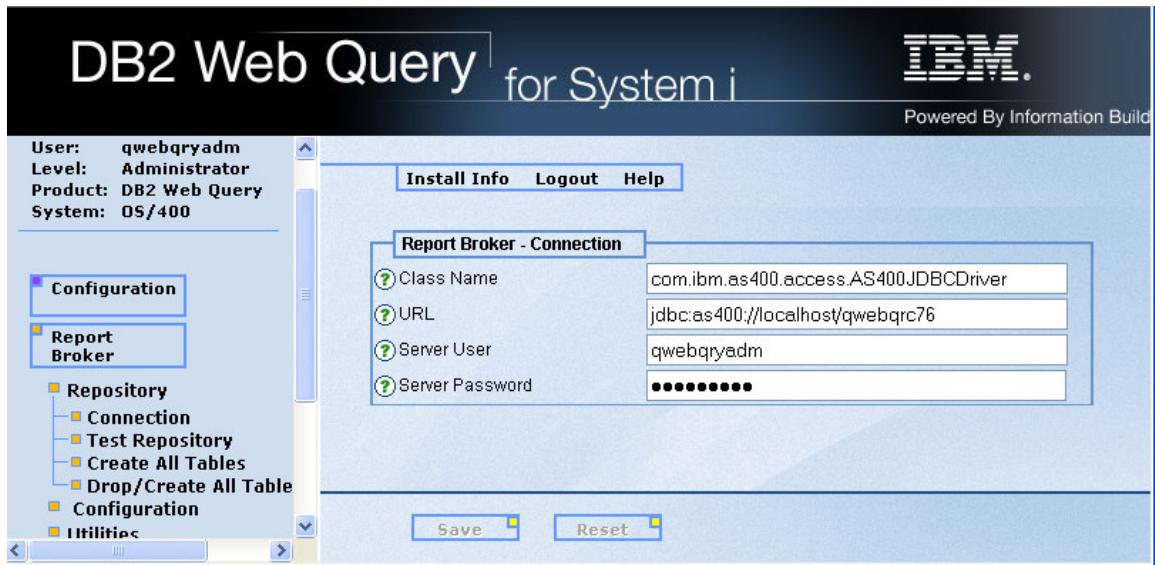 DB2 Web Query for System i
IBM.
Powered By Information Build
User: qwebqryadm
Level: Administrator
Product: DB2 Web Query
System: OS/400
Configuration
Report
Broker
Repository
Connection
Test Repository
Create All Tables
Drop/Create All Table
Configuration
Utilities
Install Info Logout Help
Report Broker - Connection
? Class Name com.ibm.as400.access.AS400JDBCDriver
? URL jdbc:as400://localhost/qwebqrc76
? Server User qwebqryadm
? Server Password ●●●●●●●●●
Save Reset